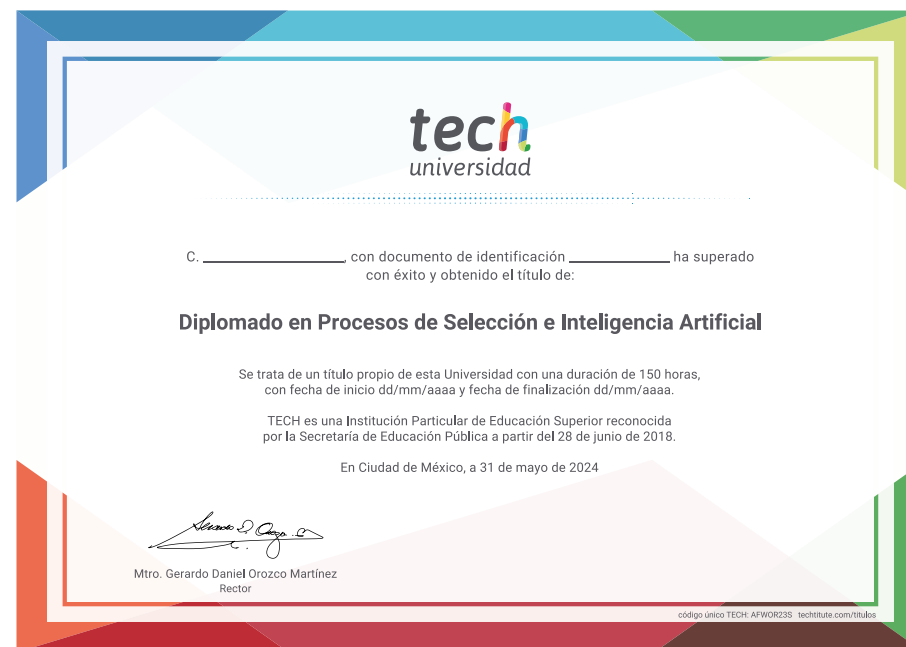 tech
universidad
C. ____________________, con documento de identificación ______________ ha superado
con éxito y obtenido el título de:
Diplomado en Procesos de Selección e Inteligencia Artificial
Se trata de un título propio de esta Universidad con una duración de 150 horas,
con fecha de inicio dd/mm/aaaa y fecha de finalización dd/mm/aaaa.
TECH es una Institución Particular de Educación Superior reconocida
por la Secretaría de Educación Pública a partir del 28 de junio de 2018.
En Ciudad de México, a 31 de mayo de 2024
Mtro. Gerardo Daniel Orozco Martínez
Rector
código único TECH: AFWOR23S techtitute.com/titulos